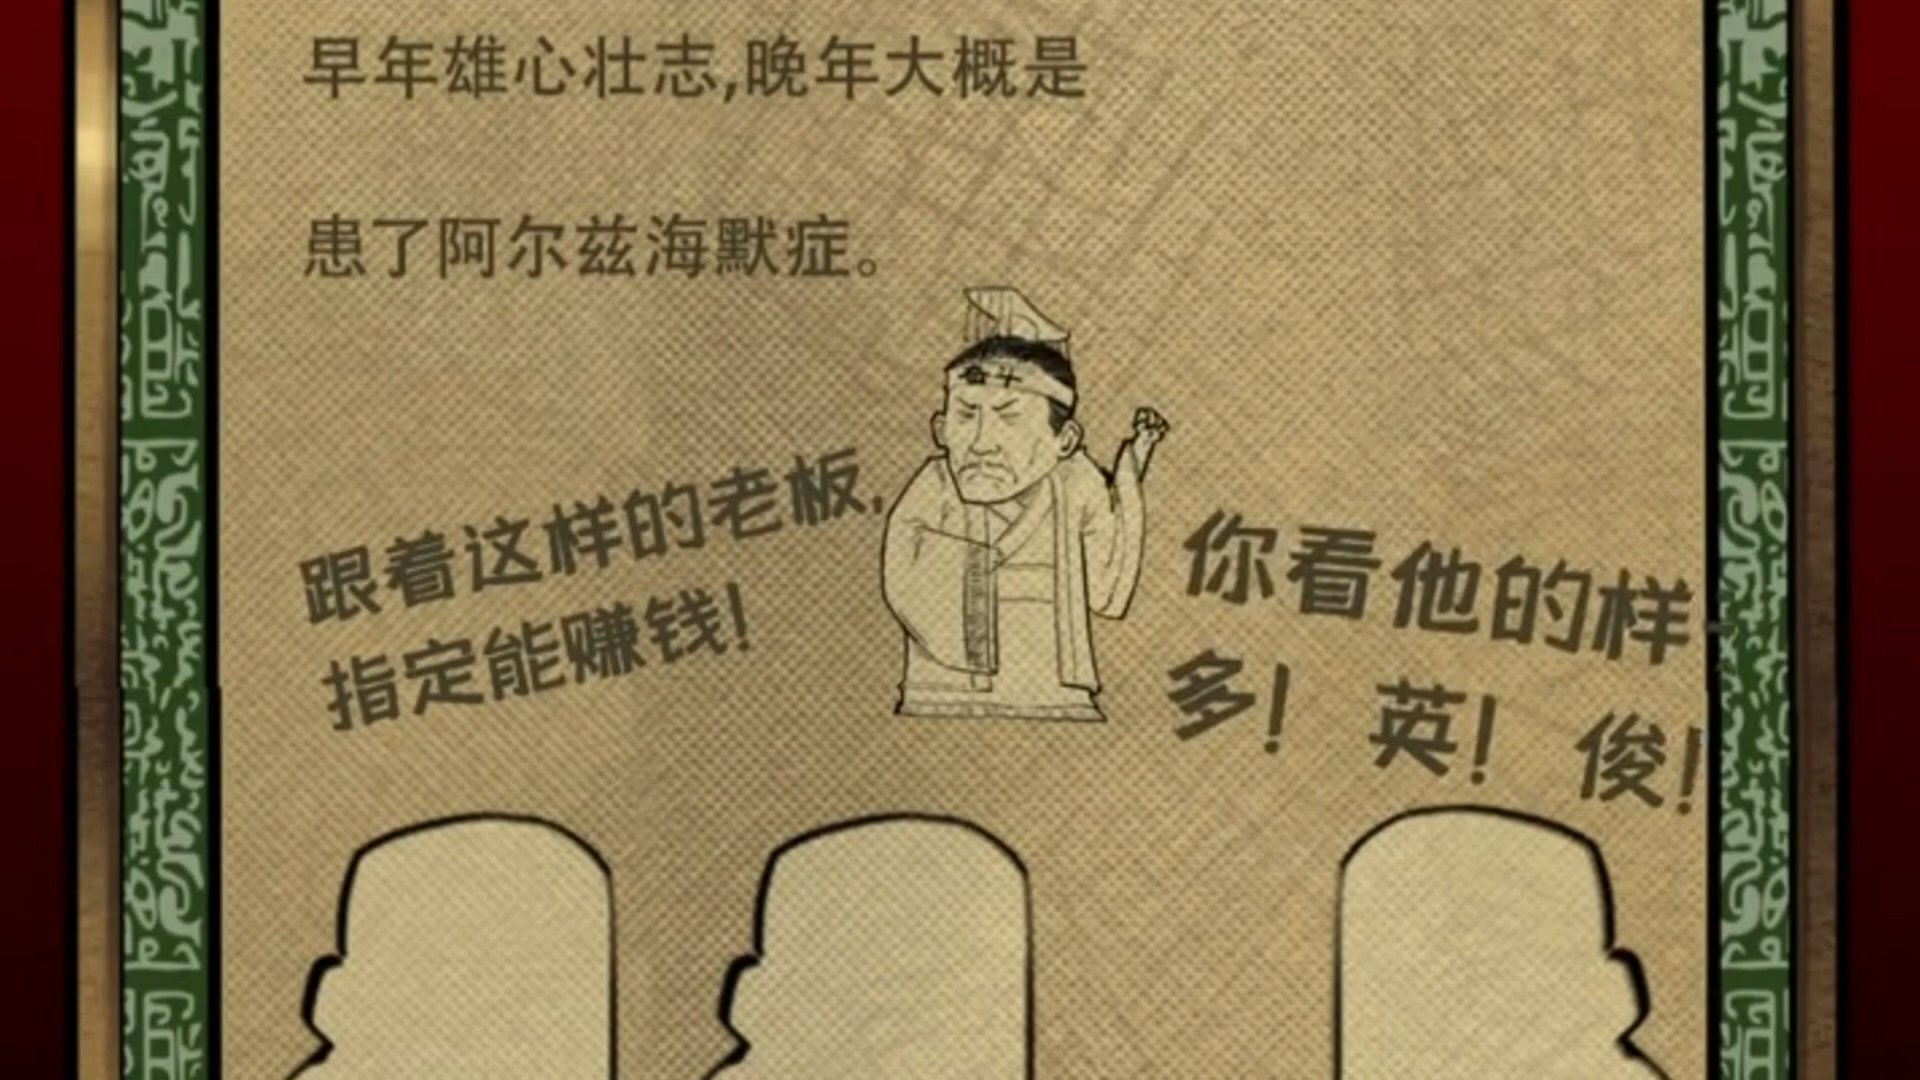 早年雄心壮志,晚年大概是
患了阿尔兹海默症。
奋斗
跟着这样的老板,
指定能赚钱!
你看他的样
多! 英! 俊!